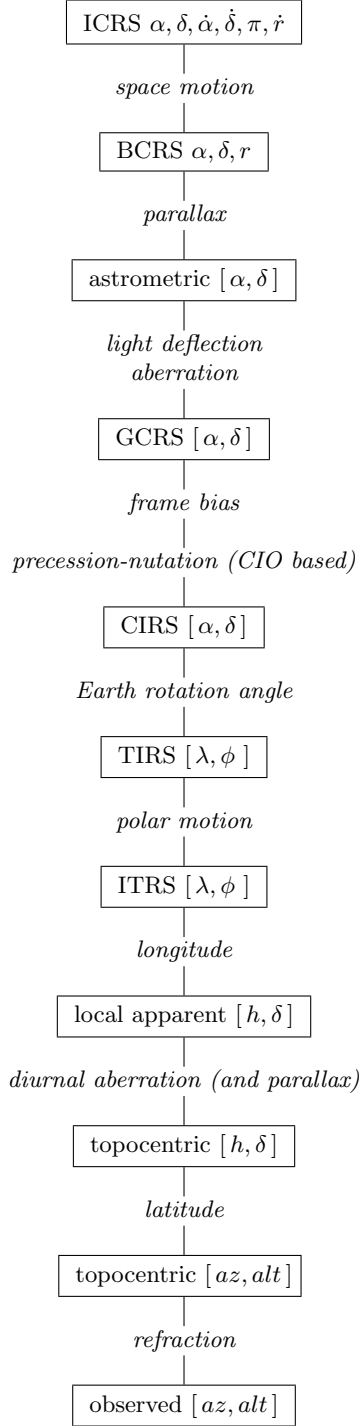 ICRS α, δ, α̇, δ̇, π, ṙ
space motion
BCRS α, δ, r
parallax
astrometric [ α, δ ]
light deflection
aberration
GCRS [ α, δ ]
frame bias
precession-nutation (CIO based)
CIRS [ α, δ ]
Earth rotation angle
TIRS [ λ, ϕ ]
polar motion
ITRS [ λ, ϕ ]
longitude
local apparent [ h, δ ]
diurnal aberration (and parallax)
topocentric [ h, δ ]
latitude
topocentric [ az, alt ]
refraction
observed [ az, alt ]